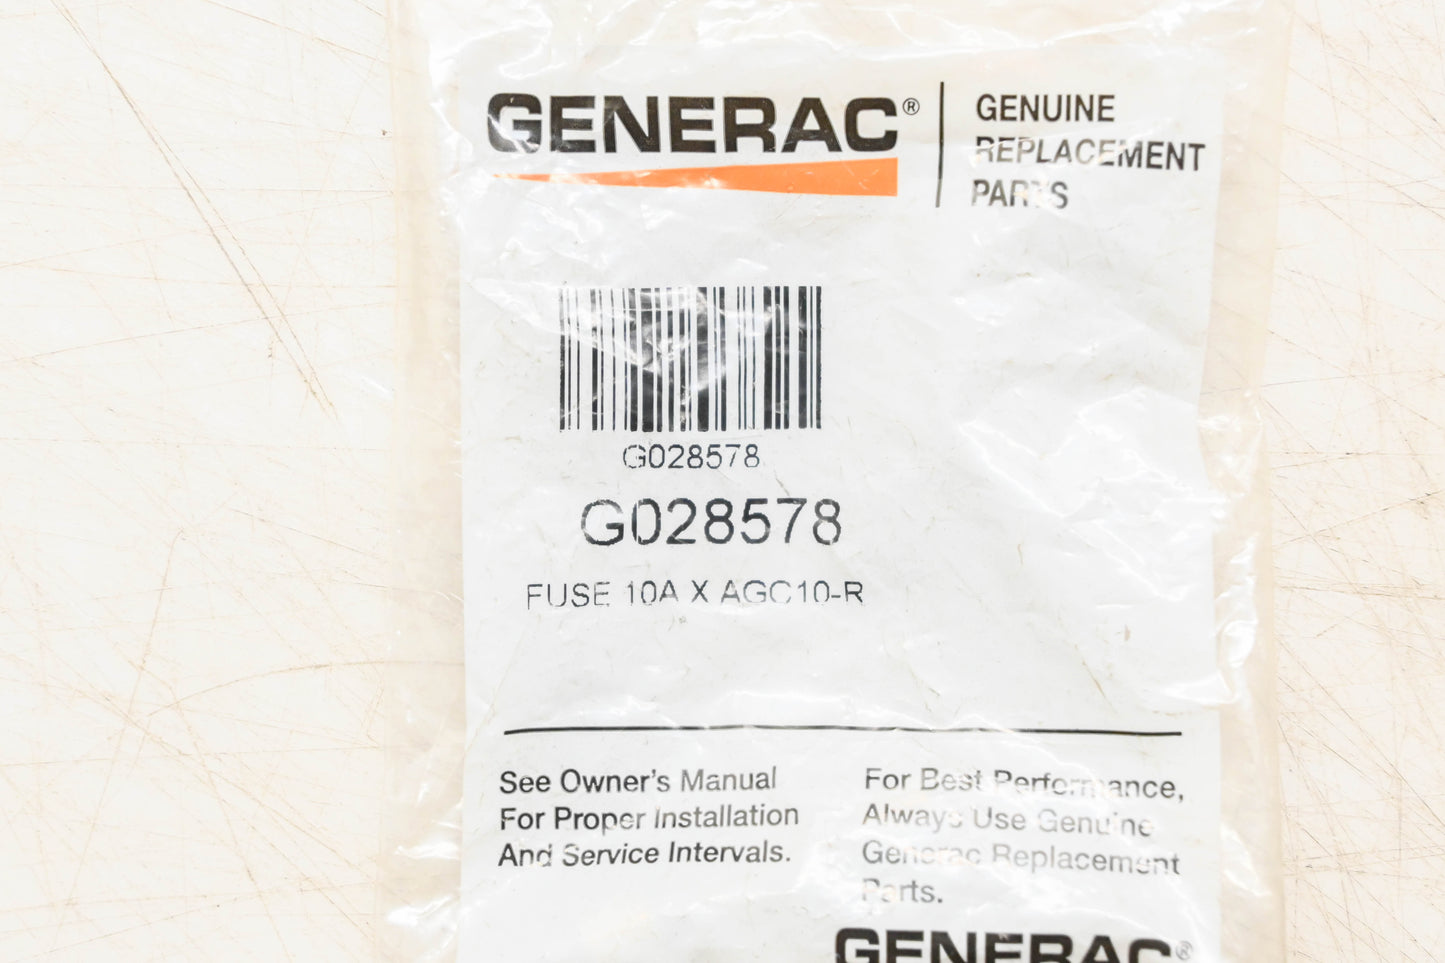 GENERAC®
GENUINE
REPLACEMENT
PARTS
G028578
G028578
FUSE 10A X AGC10-R
See Owner's Manual
For Proper Installation
And Service Intervals.
For Best Performance,
Always Use Genuine
Generac Replacement
Parts.
GENERAC®